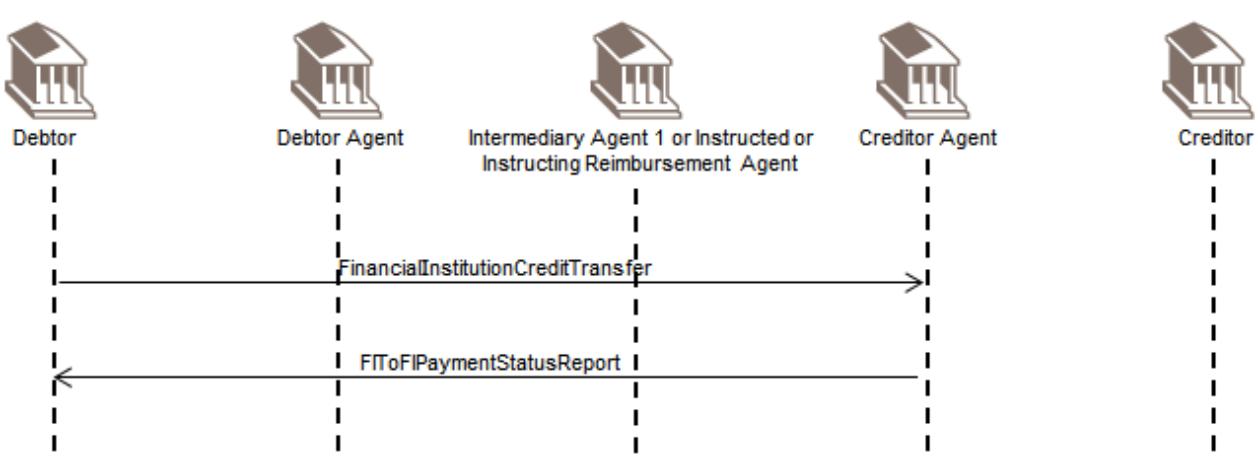 Debtor
Debtor Agent
Intermediary Agent 1 or Instructed or
Instructing Reimbursement Agent
Creditor Agent
Creditor
FinancialInstitutionCreditTransfer
FIToFIPaymentStatusReport